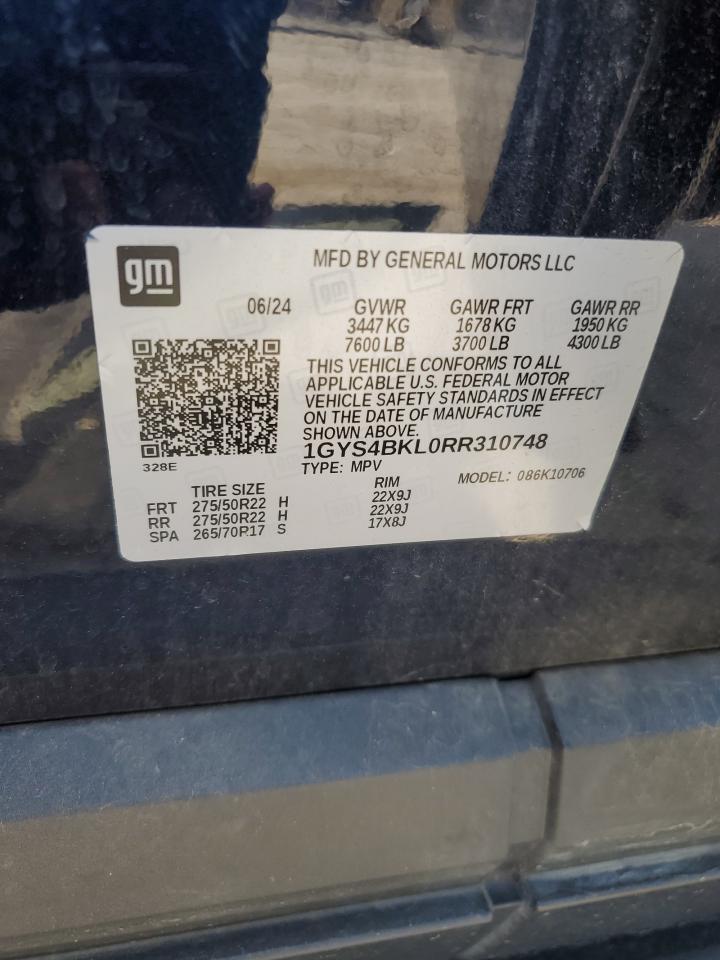 gm
MFD BY GENERAL MOTORS LLC
06/24 GVWR GAWR FRT GAWR RR
3447 KG 1678 KG 1950 KG
7600 LB 3700 LB 4300 LB
THIS VEHICLE CONFORMS TO ALL
APPLICABLE U.S. FEDERAL MOTOR
VEHICLE SAFETY STANDARDS IN EFFECT
ON THE DATE OF MANUFACTURE
SHOWN ABOVE.
1GYS4BKL0RR310748
328E
TYPE: MPV MODEL: 086K10706
TIRE SIZE RIM
FRT 275/50R22 H 22X9J
RR 275/50R22 H 22X9J
SPA 265/70R17 S 17X8J